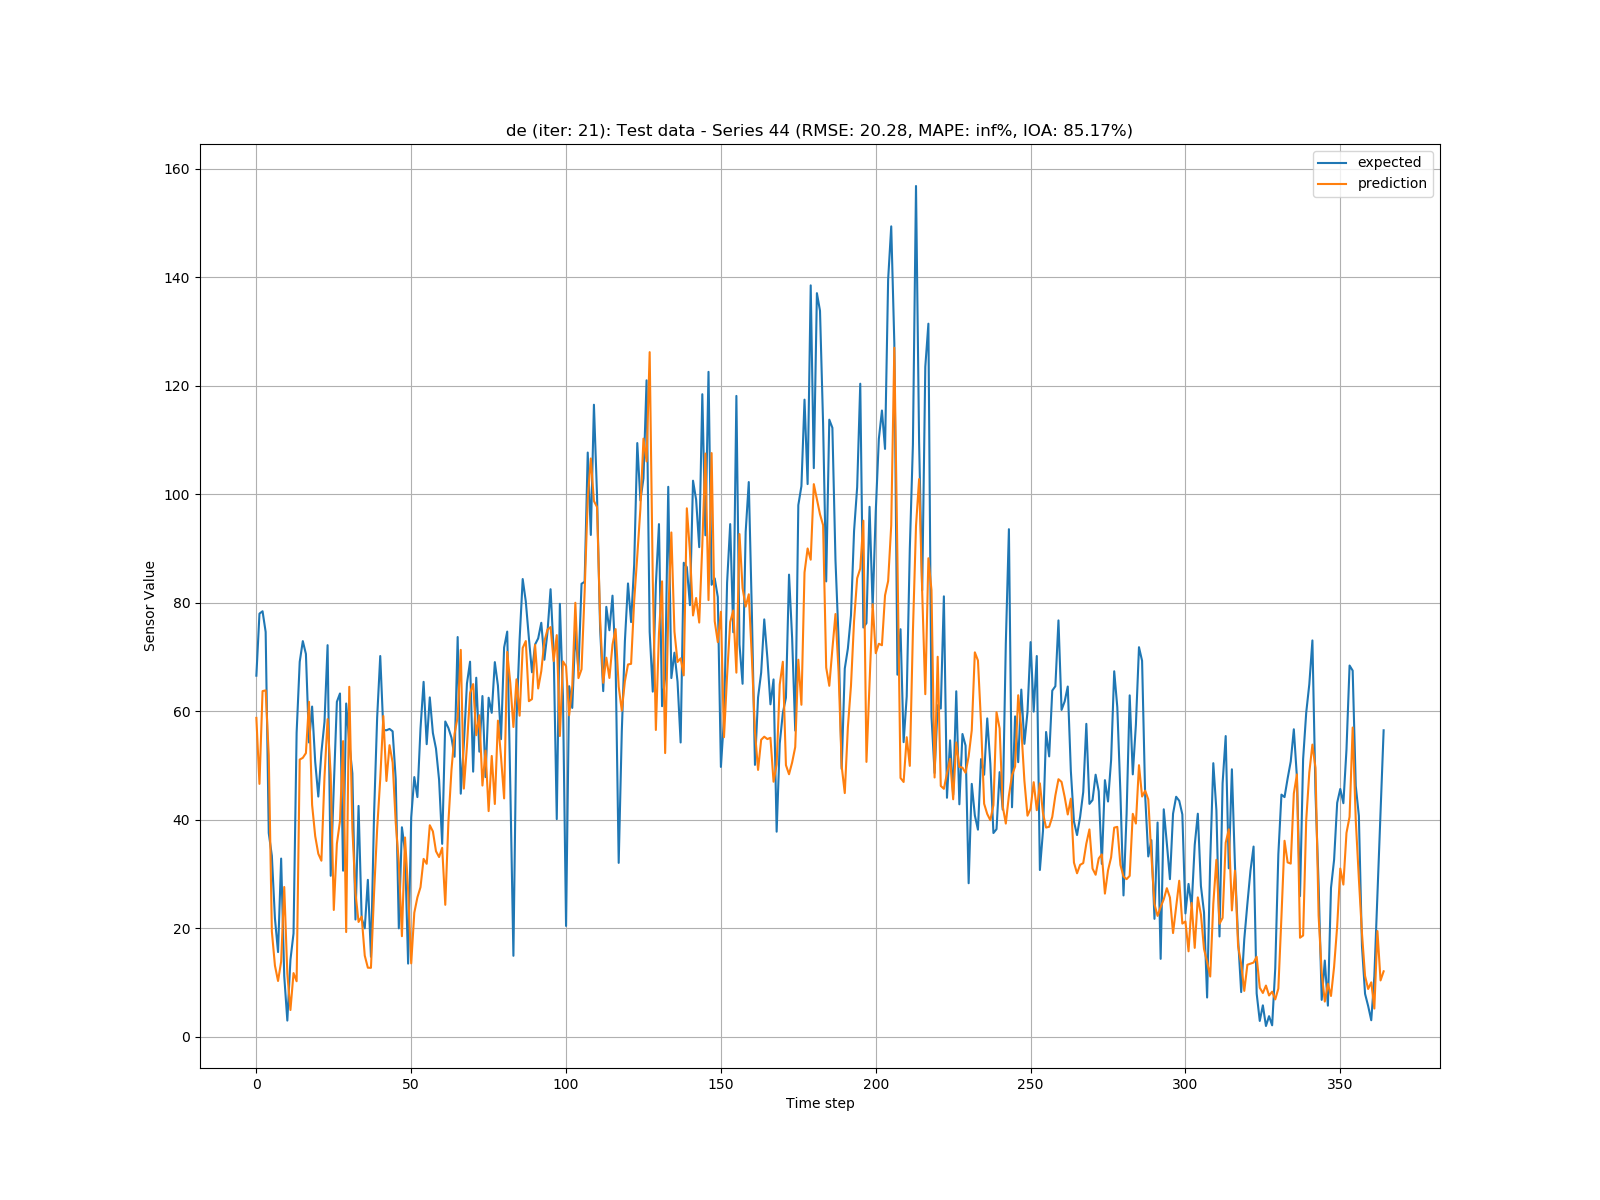 de (iter: 21): Test data - Series 44 (RMSE: 20.28, MAPE: inf%, IOA: 85.17%)
expected
prediction
160
140
120
100
80
60
40
20
0
Sensor Value
0 50 100 150 200 250 300 350
Time step